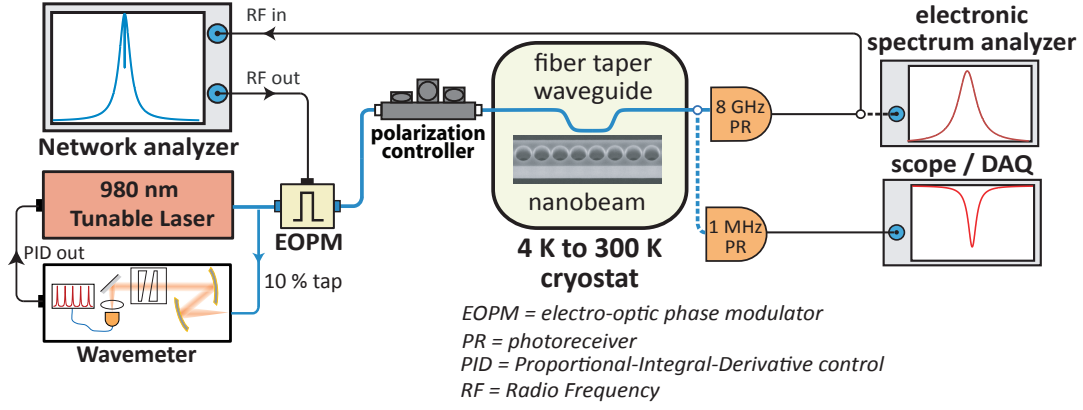 RF in
RF out
Network analyzer
980 nm
Tunable Laser
PID out
EOPM
10 % tap
Wavemeter
polarization
controller
fiber taper
waveguide
nanobeam
4 K to 300 K
cryostat
8 GHz
PR
1 MHz
PR
electronic
spectrum analyzer
scope / DAQ
EOPM = electro-optic phase modulator
PR = photoreceiver
PID = Proportional-Integral-Derivative control
RF = Radio Frequency